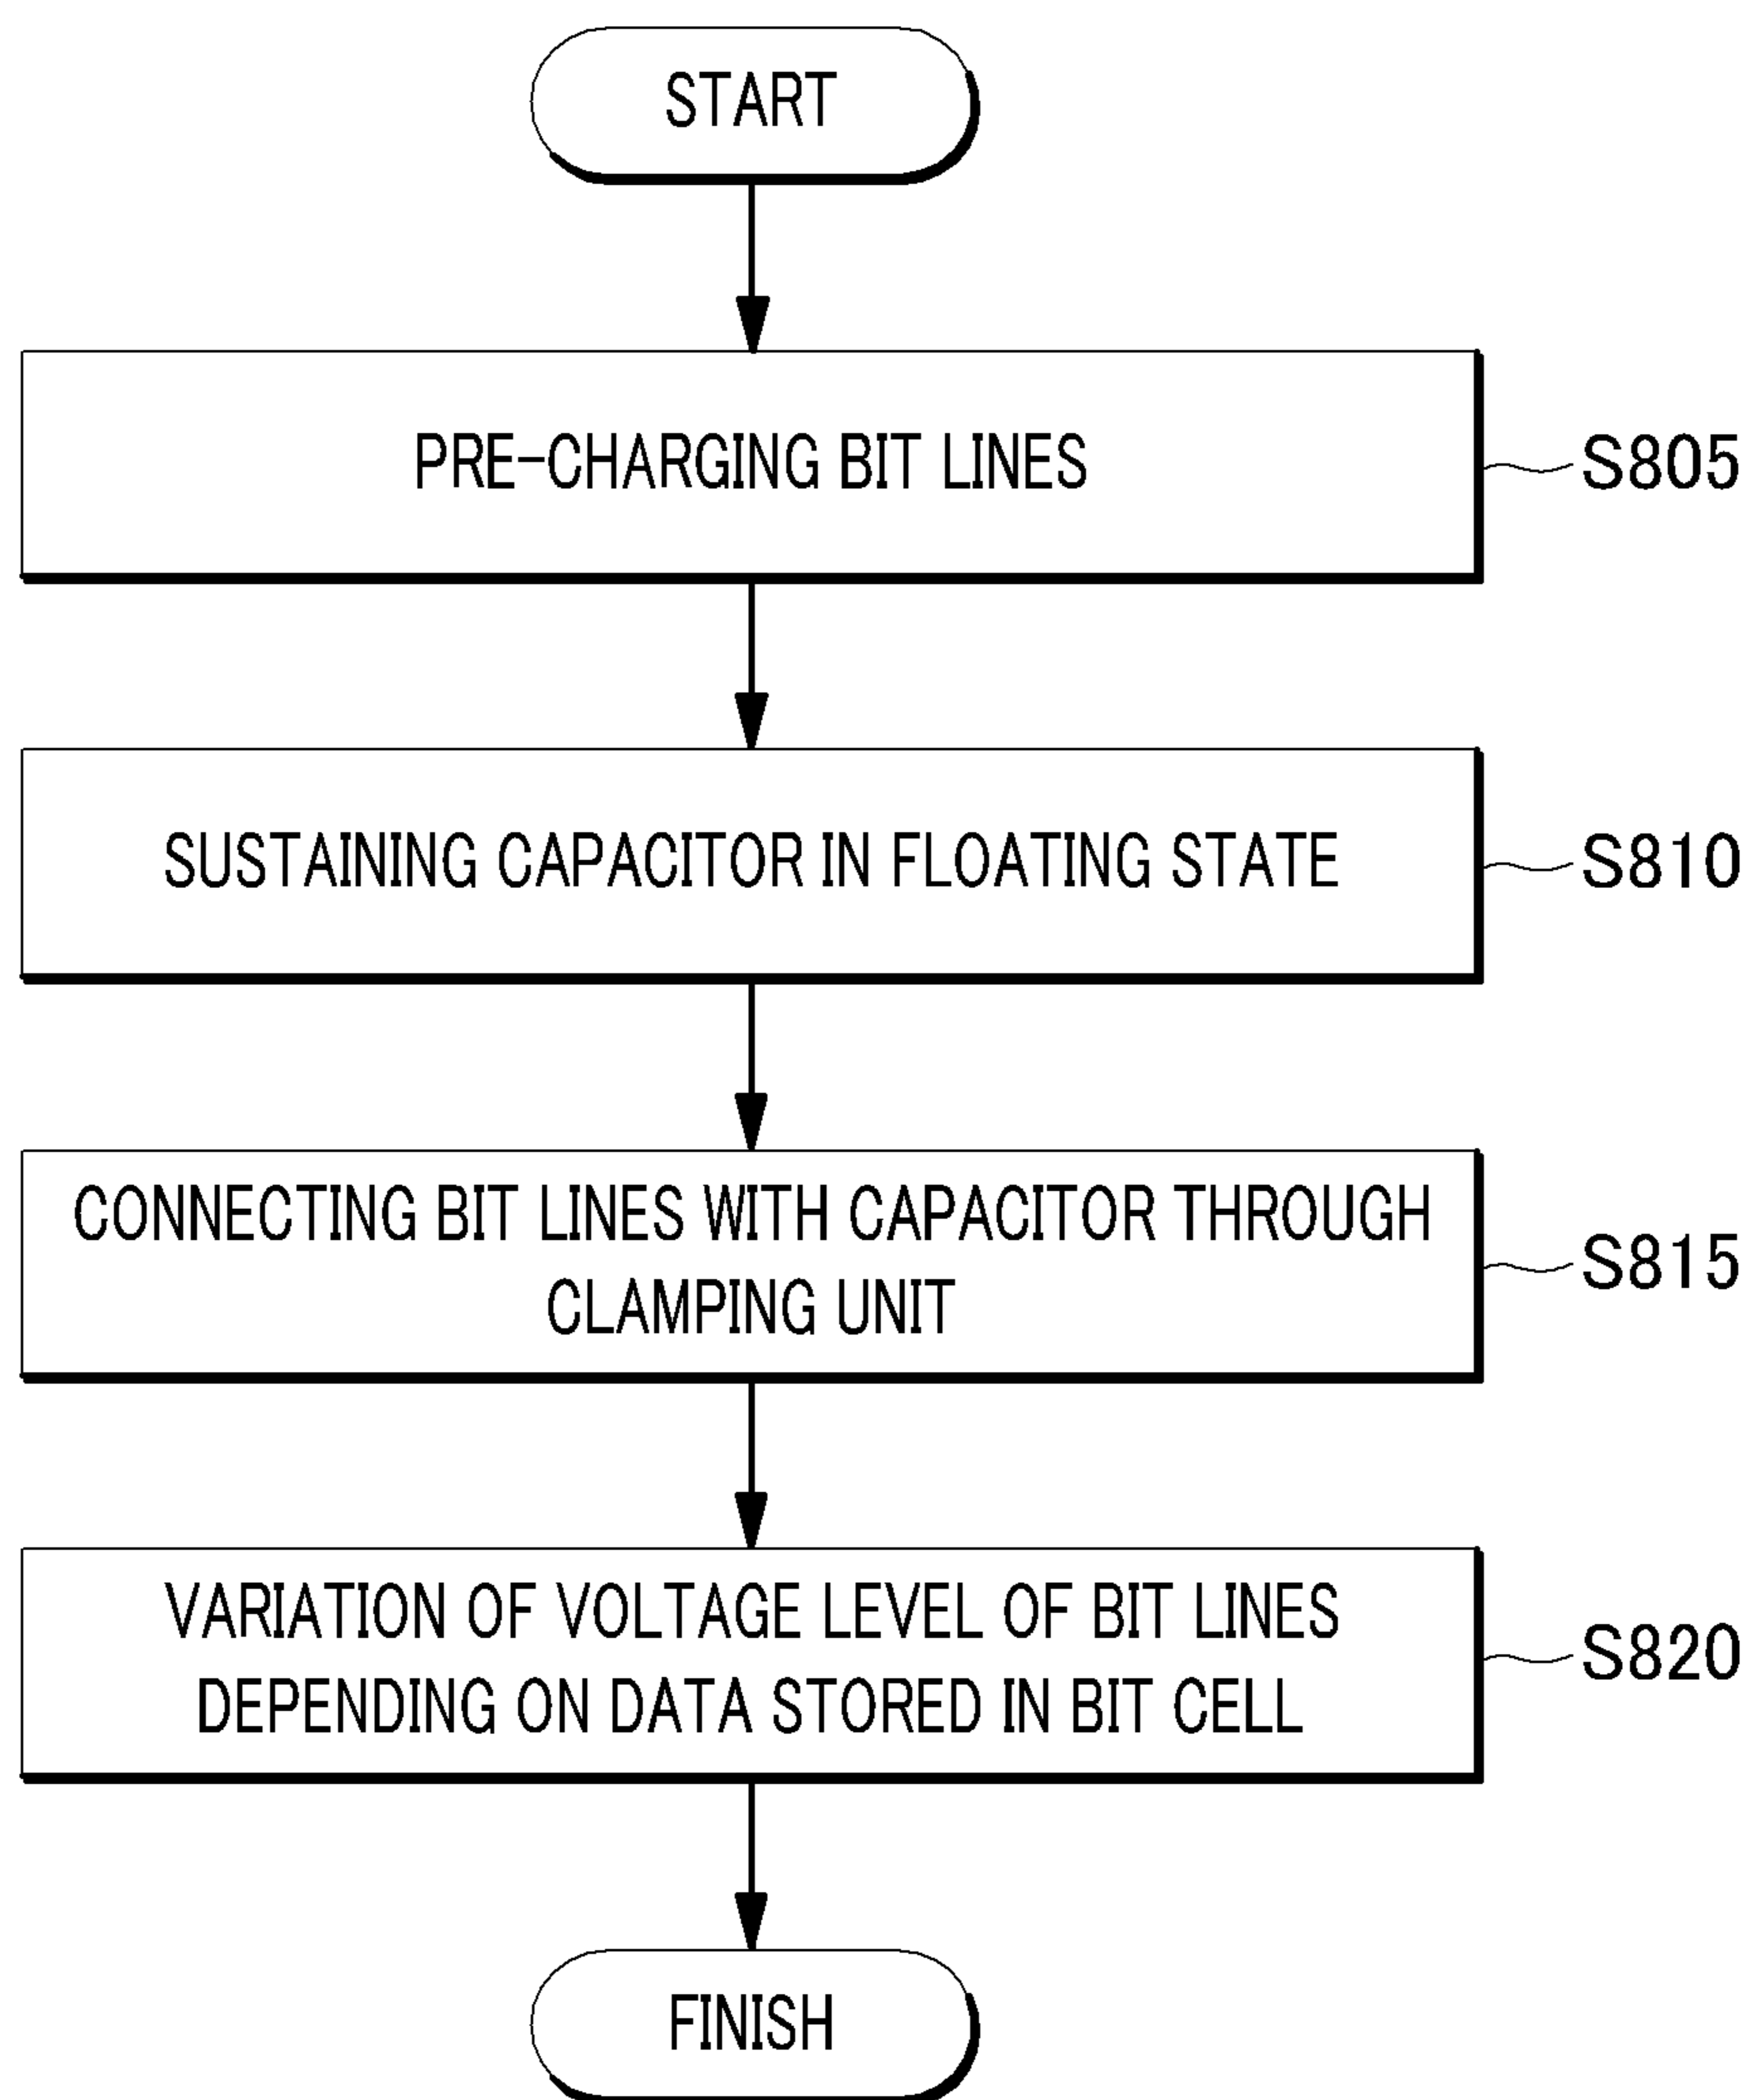 START
PRE-CHARGING BIT LINES
S805
SUSTAINING CAPACITOR IN FLOATING STATE
S810
CONNECTING BIT LINES WITH CAPACITOR THROUGH
CLAMPING UNIT
S815
VARIATION OF VOLTAGE LEVEL OF BIT LINES
DEPENDING ON DATA STORED IN BIT CELL
S820
FINISH